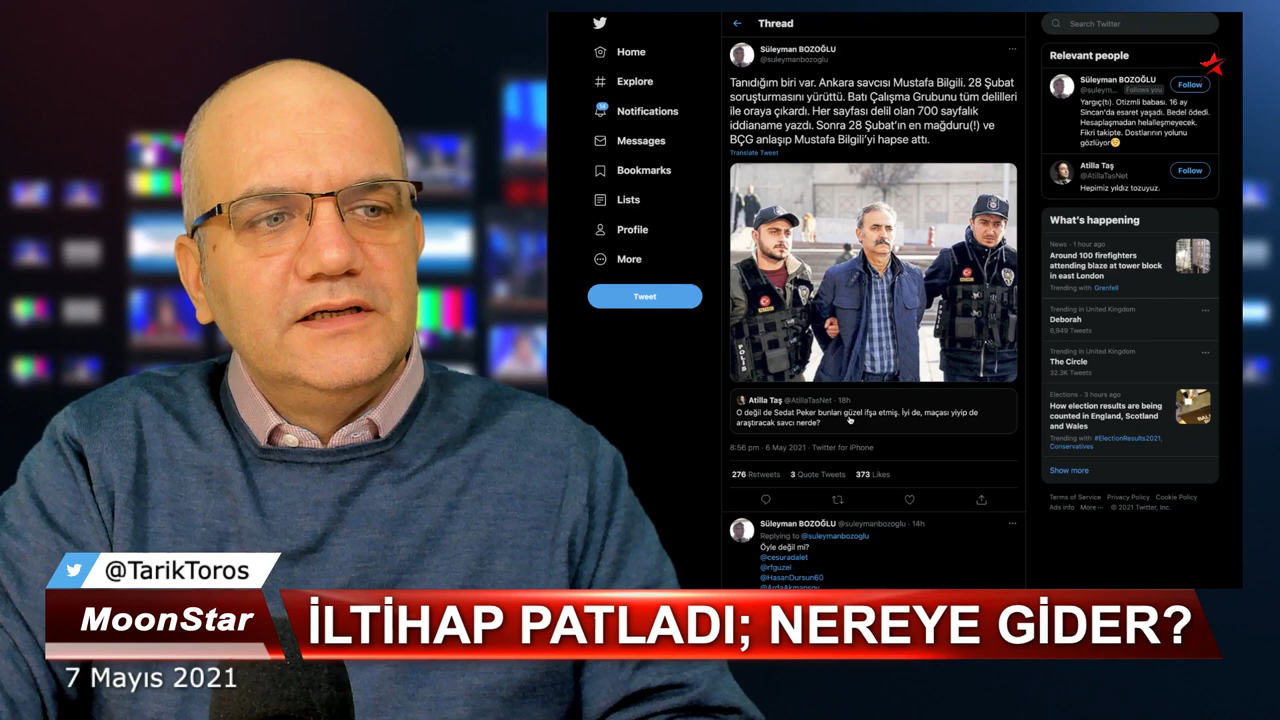 Home
Explore
14
Notifications
Messages
Bookmarks
Lists
Profile
More
Tweet
Thread
Süleyman BOZOĞLU
@suleymanbozoglu
Tanıdığım biri var. Ankara savcısı Mustafa Bilgili. 28 Şubat
soruşturmasını yürüttü. Batı Çalışma Grubunu tüm delilleri
ile oraya çıkardı. Her sayfası delil olan 700 sayfalık
iddianame yazdı. Sonra 28 Şubat'ın en mağduru(!) ve
BÇG anlaşıp Mustafa Bilgili'yi hapse attı.
Translate Tweet
POLİS
Atilla Taş @AtillaTasNet · 18h
O değil de Sedat Peker bunları güzel ifşa etmiş. İyi de, maçası yiyip de
araştıracak savcı nerde?
8:56 pm · 6 May 2021 · Twitter for iPhone
276 Retweets 3 Quote Tweets 373 Likes
Süleyman BOZOĞLU @suleymanbozoglu · 14h
Replying to @suleymanbozoglu
Öyle değil mi?
@cesuradalet
@rfguzel
@HasanDursun60
Search Twitter
Relevant people
Süleyman BOZOĞLU
@suleym... Follows you
Follow
Yargıç(tı). Otizmli babası. 16 ay
Sincan'da esaret yaşadı. Bedel ödedi.
Hesaplaşmadan helalleşmeyecek.
Fikri takipte. Dostlarının yolunu
gözlüyor
Atilla Taş
@AtillaTasNet
Follow
Hepimiz yıldız tozuyuz.
What's happening
News · 1 hour ago
Around 100 firefighters
attending blaze at tower block
in east London
Trending with Grenfell
Trending in United Kingdom
Deborah
6,949 Tweets
Trending in United Kingdom
The Circle
32.3K Tweets
Elections · 3 hours ago
How election results are being
counted in England, Scotland
and Wales
Trending with #ElectionResults2021,
Conservatives
Show more
Terms of Service Privacy Policy Cookie Policy
Ads info More ··· © 2021 Twitter, Inc.
@TarikToros
MoonStar
İLTİHAP PATLADI; NEREYE GİDER?
7 Mayıs 2021